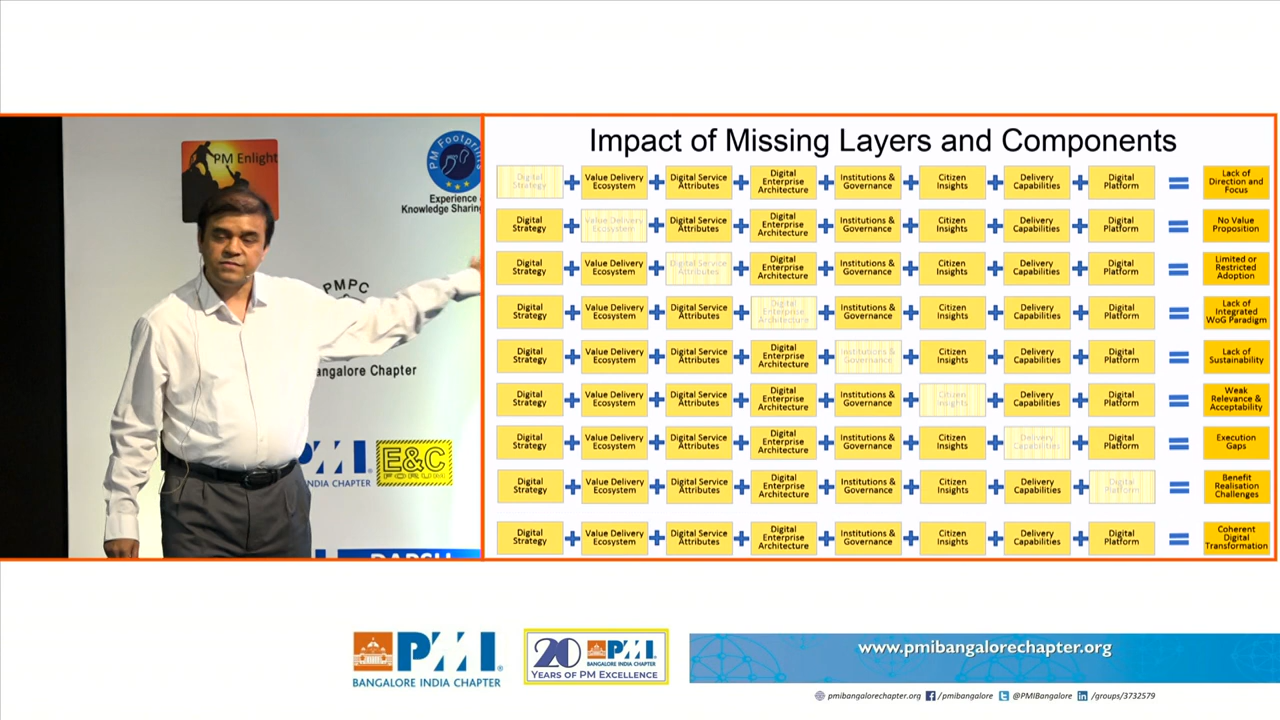 PM Enlight
PM Footprints
Experience &
Knowledge Sharing
PMPC
angalore Chapter
PMI
INDIA CHAPTER
E&C
FORUM
Impact of Missing Layers and Components
Digital Strategy + Value Delivery Ecosystem + Digital Service Attributes + Digital Enterprise Architecture + Institutions & Governance + Citizen Insights + Delivery Capabilities + Digital Platform = Lack of Direction and Focus
Digital Strategy + Value Delivery Ecosystem + Digital Service Attributes + Digital Enterprise Architecture + Institutions & Governance + Citizen Insights + Delivery Capabilities + Digital Platform = No Value Proposition
Digital Strategy + Value Delivery Ecosystem + Digital Service Attributes + Digital Enterprise Architecture + Institutions & Governance + Citizen Insights + Delivery Capabilities + Digital Platform = Limited or Restricted Adoption
Digital Strategy + Value Delivery Ecosystem + Digital Service Attributes + Digital Enterprise Architecture + Institutions & Governance + Citizen Insights + Delivery Capabilities + Digital Platform = Lack of Integrated WoG Paradigm
Digital Strategy + Value Delivery Ecosystem + Digital Service Attributes + Digital Enterprise Architecture + Institutions & Governance + Citizen Insights + Delivery Capabilities + Digital Platform = Lack of Sustainability
Digital Strategy + Value Delivery Ecosystem + Digital Service Attributes + Digital Enterprise Architecture + Institutions & Governance + Citizen Insights + Delivery Capabilities + Digital Platform = Weak Relevance & Acceptability
Digital Strategy + Value Delivery Ecosystem + Digital Service Attributes + Digital Enterprise Architecture + Institutions & Governance + Citizen Insights + Delivery Capabilities + Digital Platform = Execution Gaps
Digital Strategy + Value Delivery Ecosystem + Digital Service Attributes + Digital Enterprise Architecture + Institutions & Governance + Citizen Insights + Delivery Capabilities + Digital Platform = Benefit Realisation Challenges
Digital Strategy + Value Delivery Ecosystem + Digital Service Attributes + Digital Enterprise Architecture + Institutions & Governance + Citizen Insights + Delivery Capabilities + Digital Platform = Coherent Digital Transformation
PMI®
BANGALORE INDIA CHAPTER
20
PMI
BANGALORE INDIA CHAPTER
YEARS OF PM EXCELLENCE
www.pmibangalorechapter.org
pmibangalorechapter.org /pmibangalore @PMIBangalore /groups/3732579